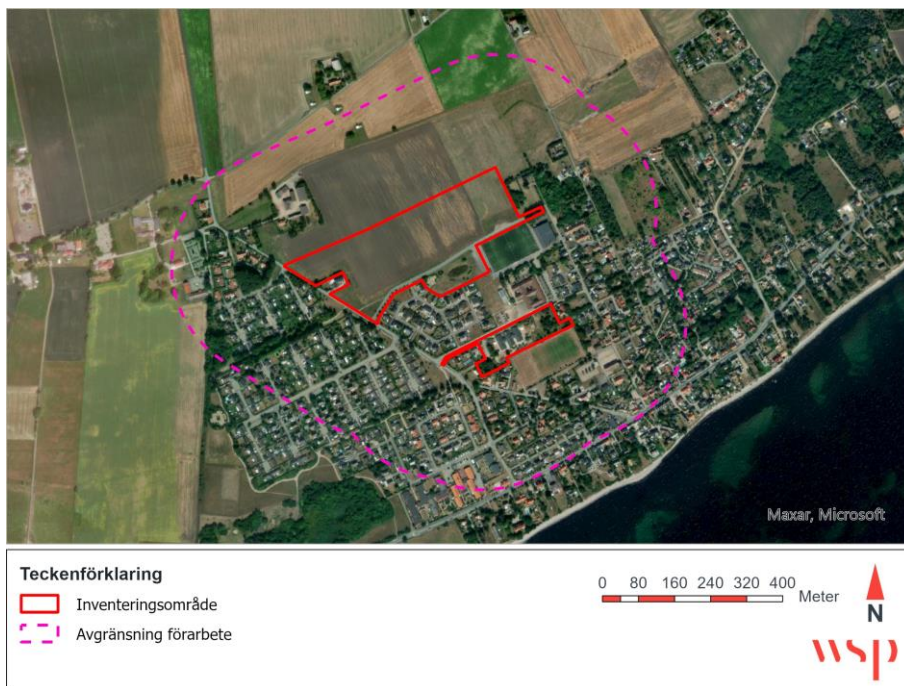 Maxar, Microsoft
Teckenförklaring
Inventeringsområde
Avgränsning förarbete
0 80 160 240 320 400
Meter
N
wsp